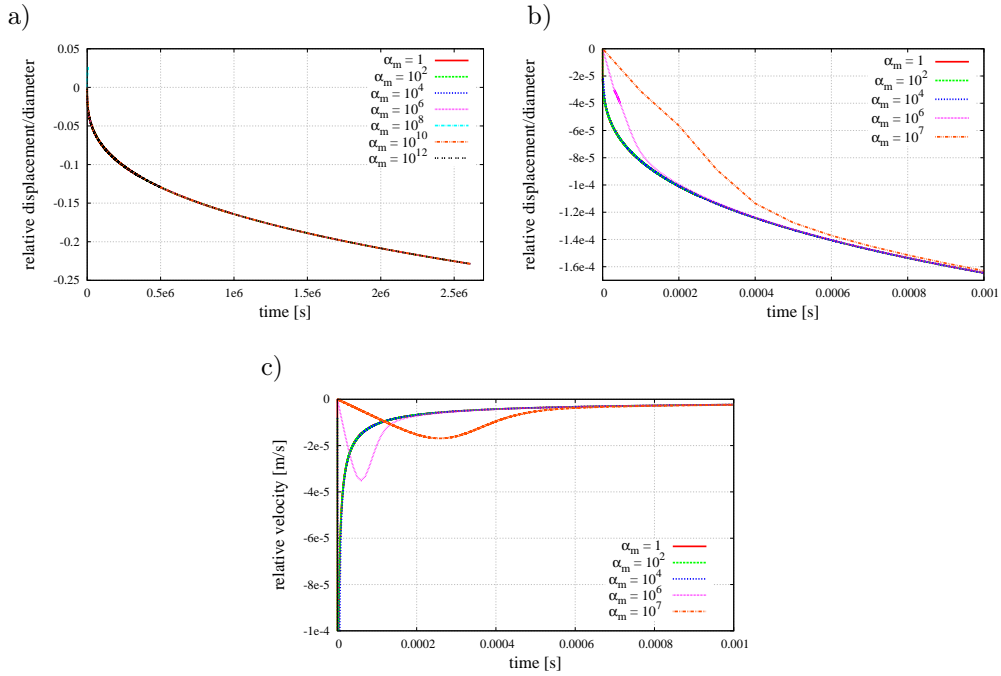 a)
relative displacement/diameter
0.05
0
-0.05
-0.1
-0.15
-0.2
-0.25
0
0.5e6
1e6
1.5e6
2e6
2.5e6
time [s]
αm = 1
αm = 10^2
αm = 10^4
αm = 10^6
αm = 10^8
αm = 10^10
αm = 10^12
b)
relative displacement/diameter
0
-2e-5
-4e-5
-6e-5
-8e-5
-1e-4
-1.2e-4
-1.4e-4
-1.6e-4
0
0.0002
0.0004
0.0006
0.0008
0.001
time [s]
αm = 1
αm = 10^2
αm = 10^4
αm = 10^6
αm = 10^7
c)
relative velocity [m/s]
0
-2e-5
-4e-5
-6e-5
-8e-5
-1e-4
0
0.0002
0.0004
0.0006
0.0008
0.001
time [s]
αm = 1
αm = 10^2
αm = 10^4
αm = 10^6
αm = 10^7